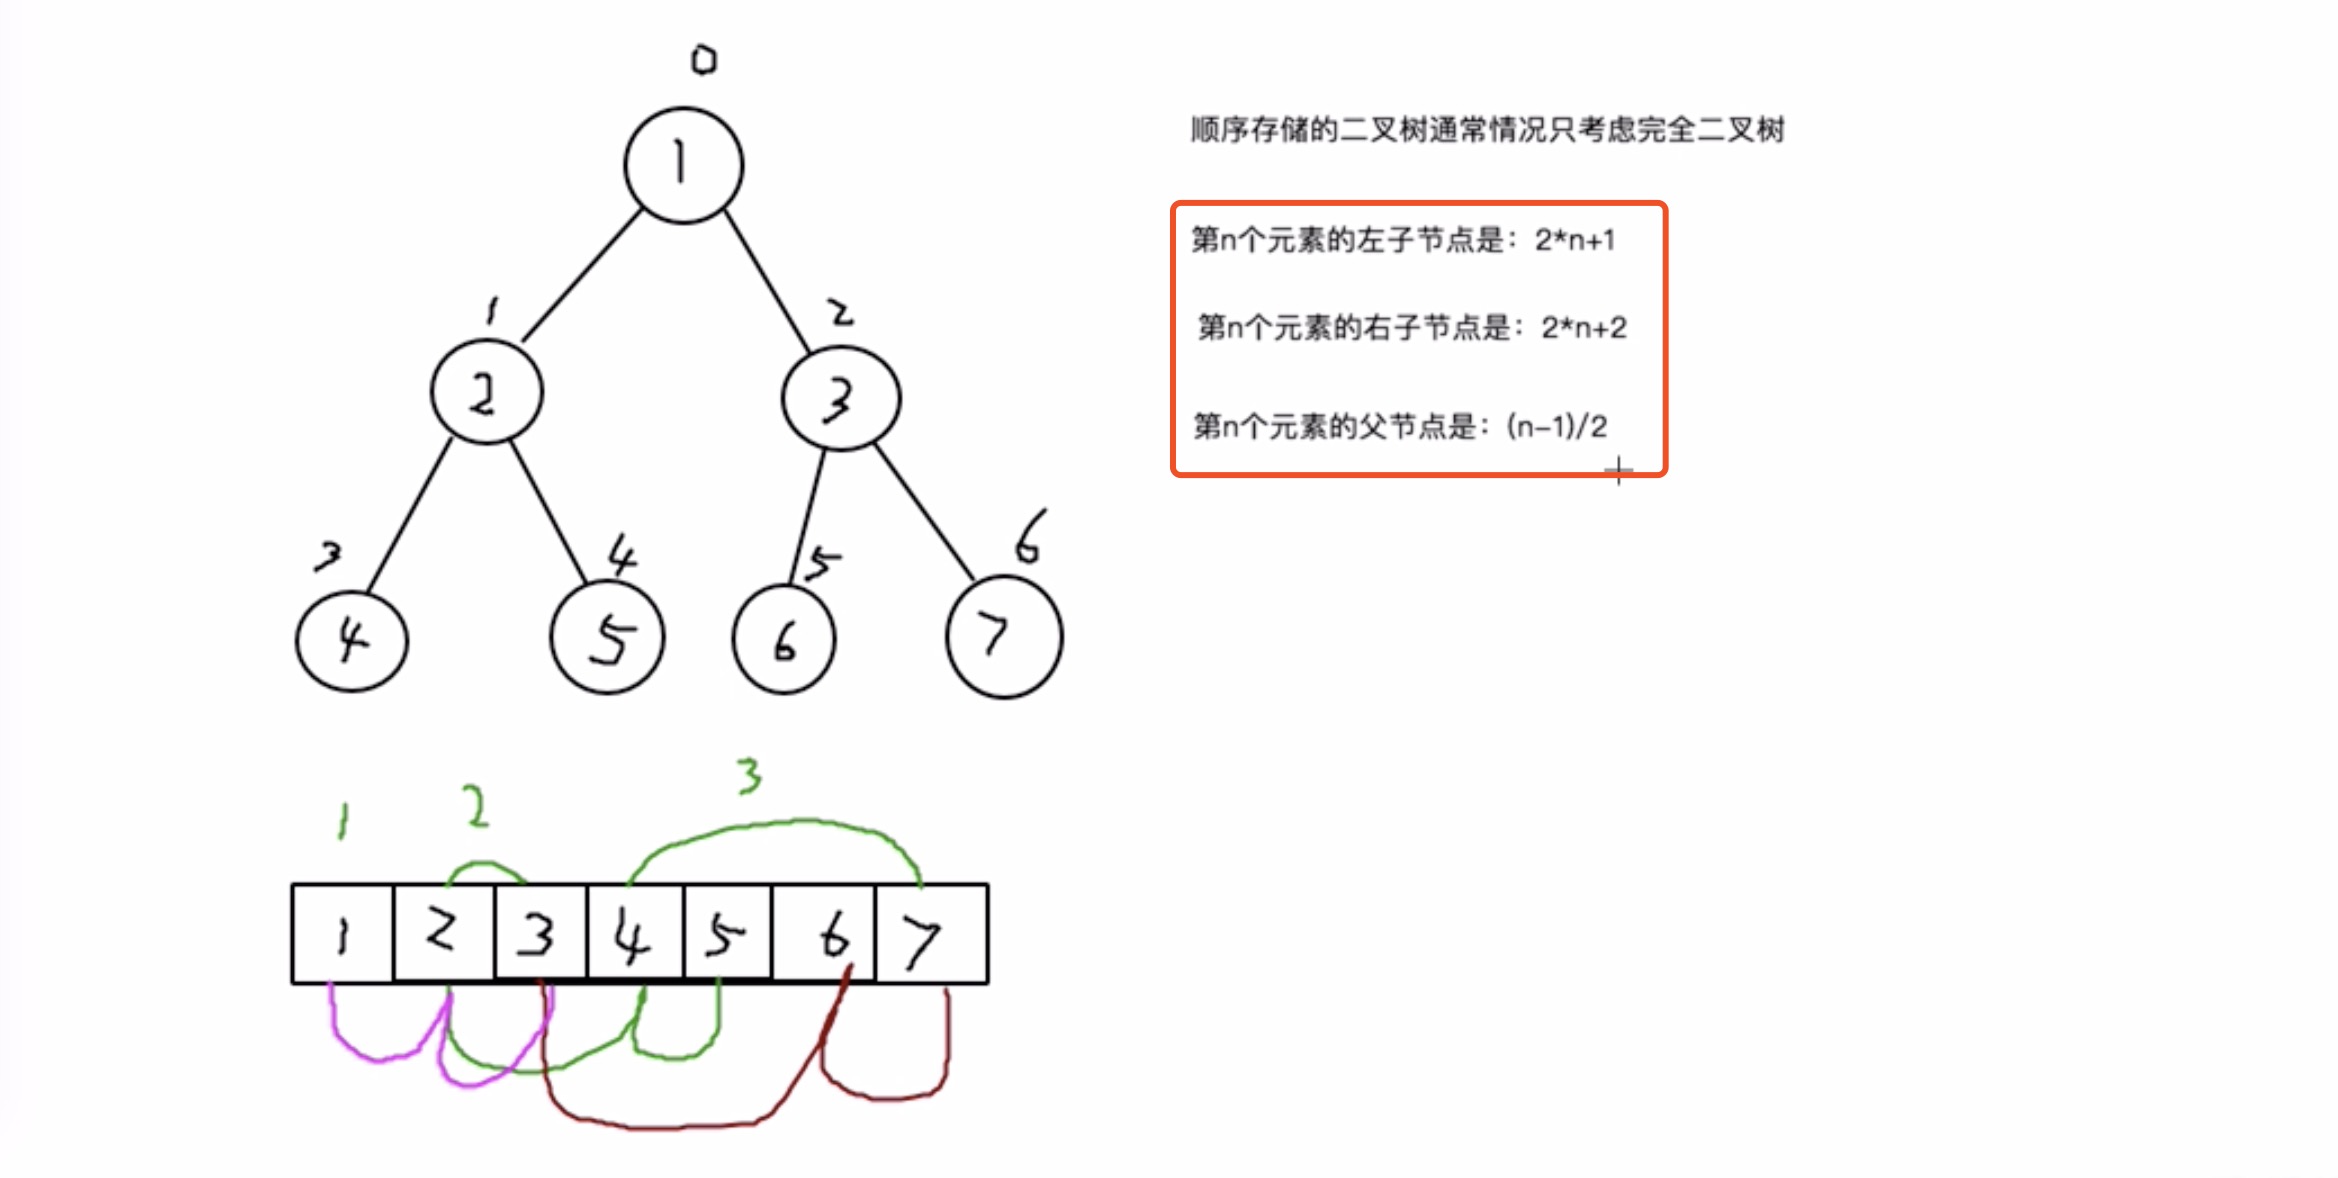 0
1
1
2
2
3
3
4
5
6
4
5
6
7
顺序存储的二叉树通常情况只考虑完全二叉树
第n个元素的左子节点是：2*n+1
第n个元素的右子节点是：2*n+2
第n个元素的父节点是：(n-1)/2
1 2 3
1 2 3 4 5 6 7